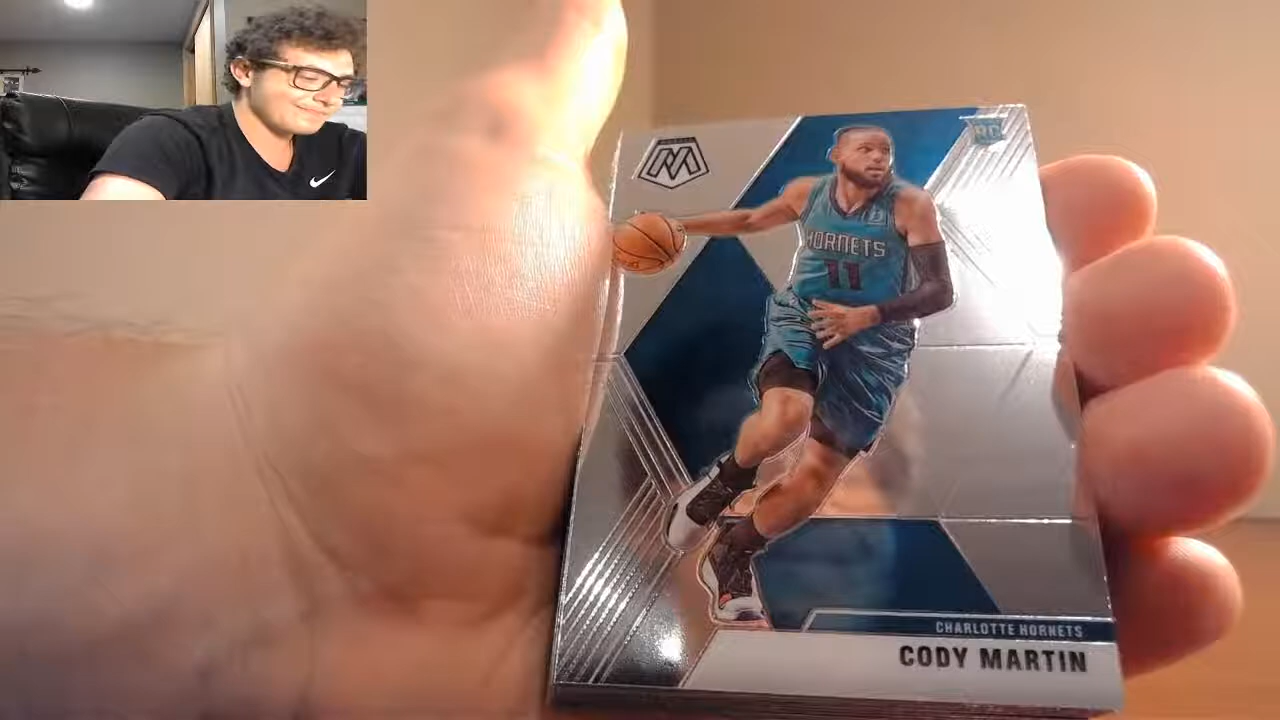 RC
HORNETS
11
CHARLOTTE HORNETS
CODY MARTIN